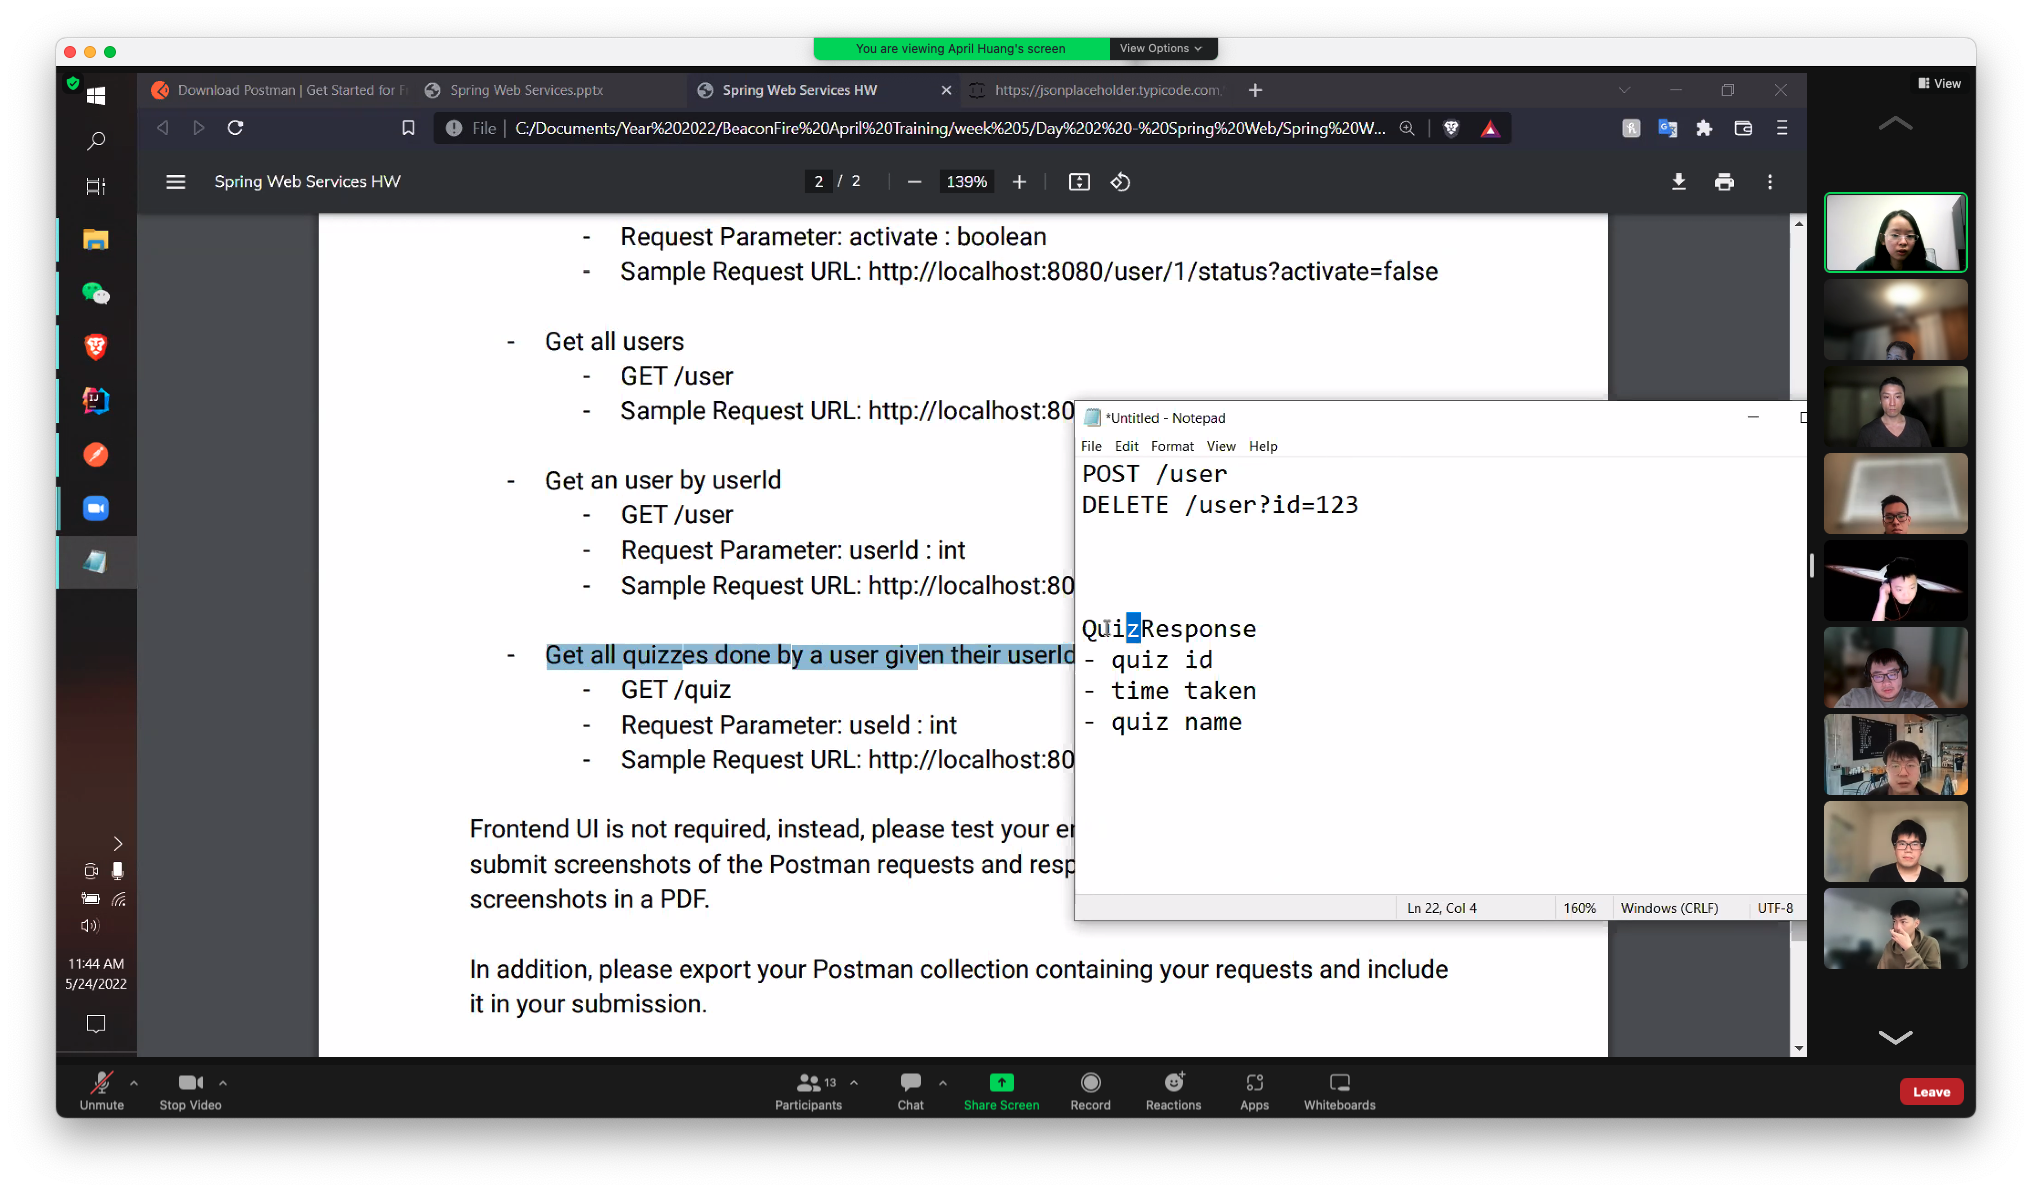 You are viewing April Huang's screen
View Options
View
Download Postman | Get Started for F
Spring Web Services.pptx
Spring Web Services HW
https://jsonplaceholder.typicode.com
File
C:/Documents/Year%202022/BeaconFire%20April%20Training/week%205/Day%202%20-%20Spring%20Web/Spring%20W...
Spring Web Services HW
2 / 2
139%
- Request Parameter: activate : boolean
- Sample Request URL: http://localhost:8080/user/1/status?activate=false
- Get all users
- GET /user
- Sample Request URL: http://localhost:80
- Get an user by userId
- GET /user
- Request Parameter: userId : int
- Sample Request URL: http://localhost:80
- Get all quizzes done by a user given their userId
- GET /quiz
- Request Parameter: useId : int
- Sample Request URL: http://localhost:80
Frontend UI is not required, instead, please test your en
submit screenshots of the Postman requests and resp
screenshots in a PDF.
In addition, please export your Postman collection containing your requests and include
it in your submission.
*Untitled - Notepad
File Edit Format View Help
POST /user
DELETE /user?id=123
QuizResponse
- quiz id
- time taken
- quiz name
Ln 22, Col 4
160%
Windows (CRLF)
UTF-8
11:44 AM
5/24/2022
Unmute
Stop Video
13
Participants
Chat
Share Screen
Record
Reactions
Apps
Whiteboards
Leave